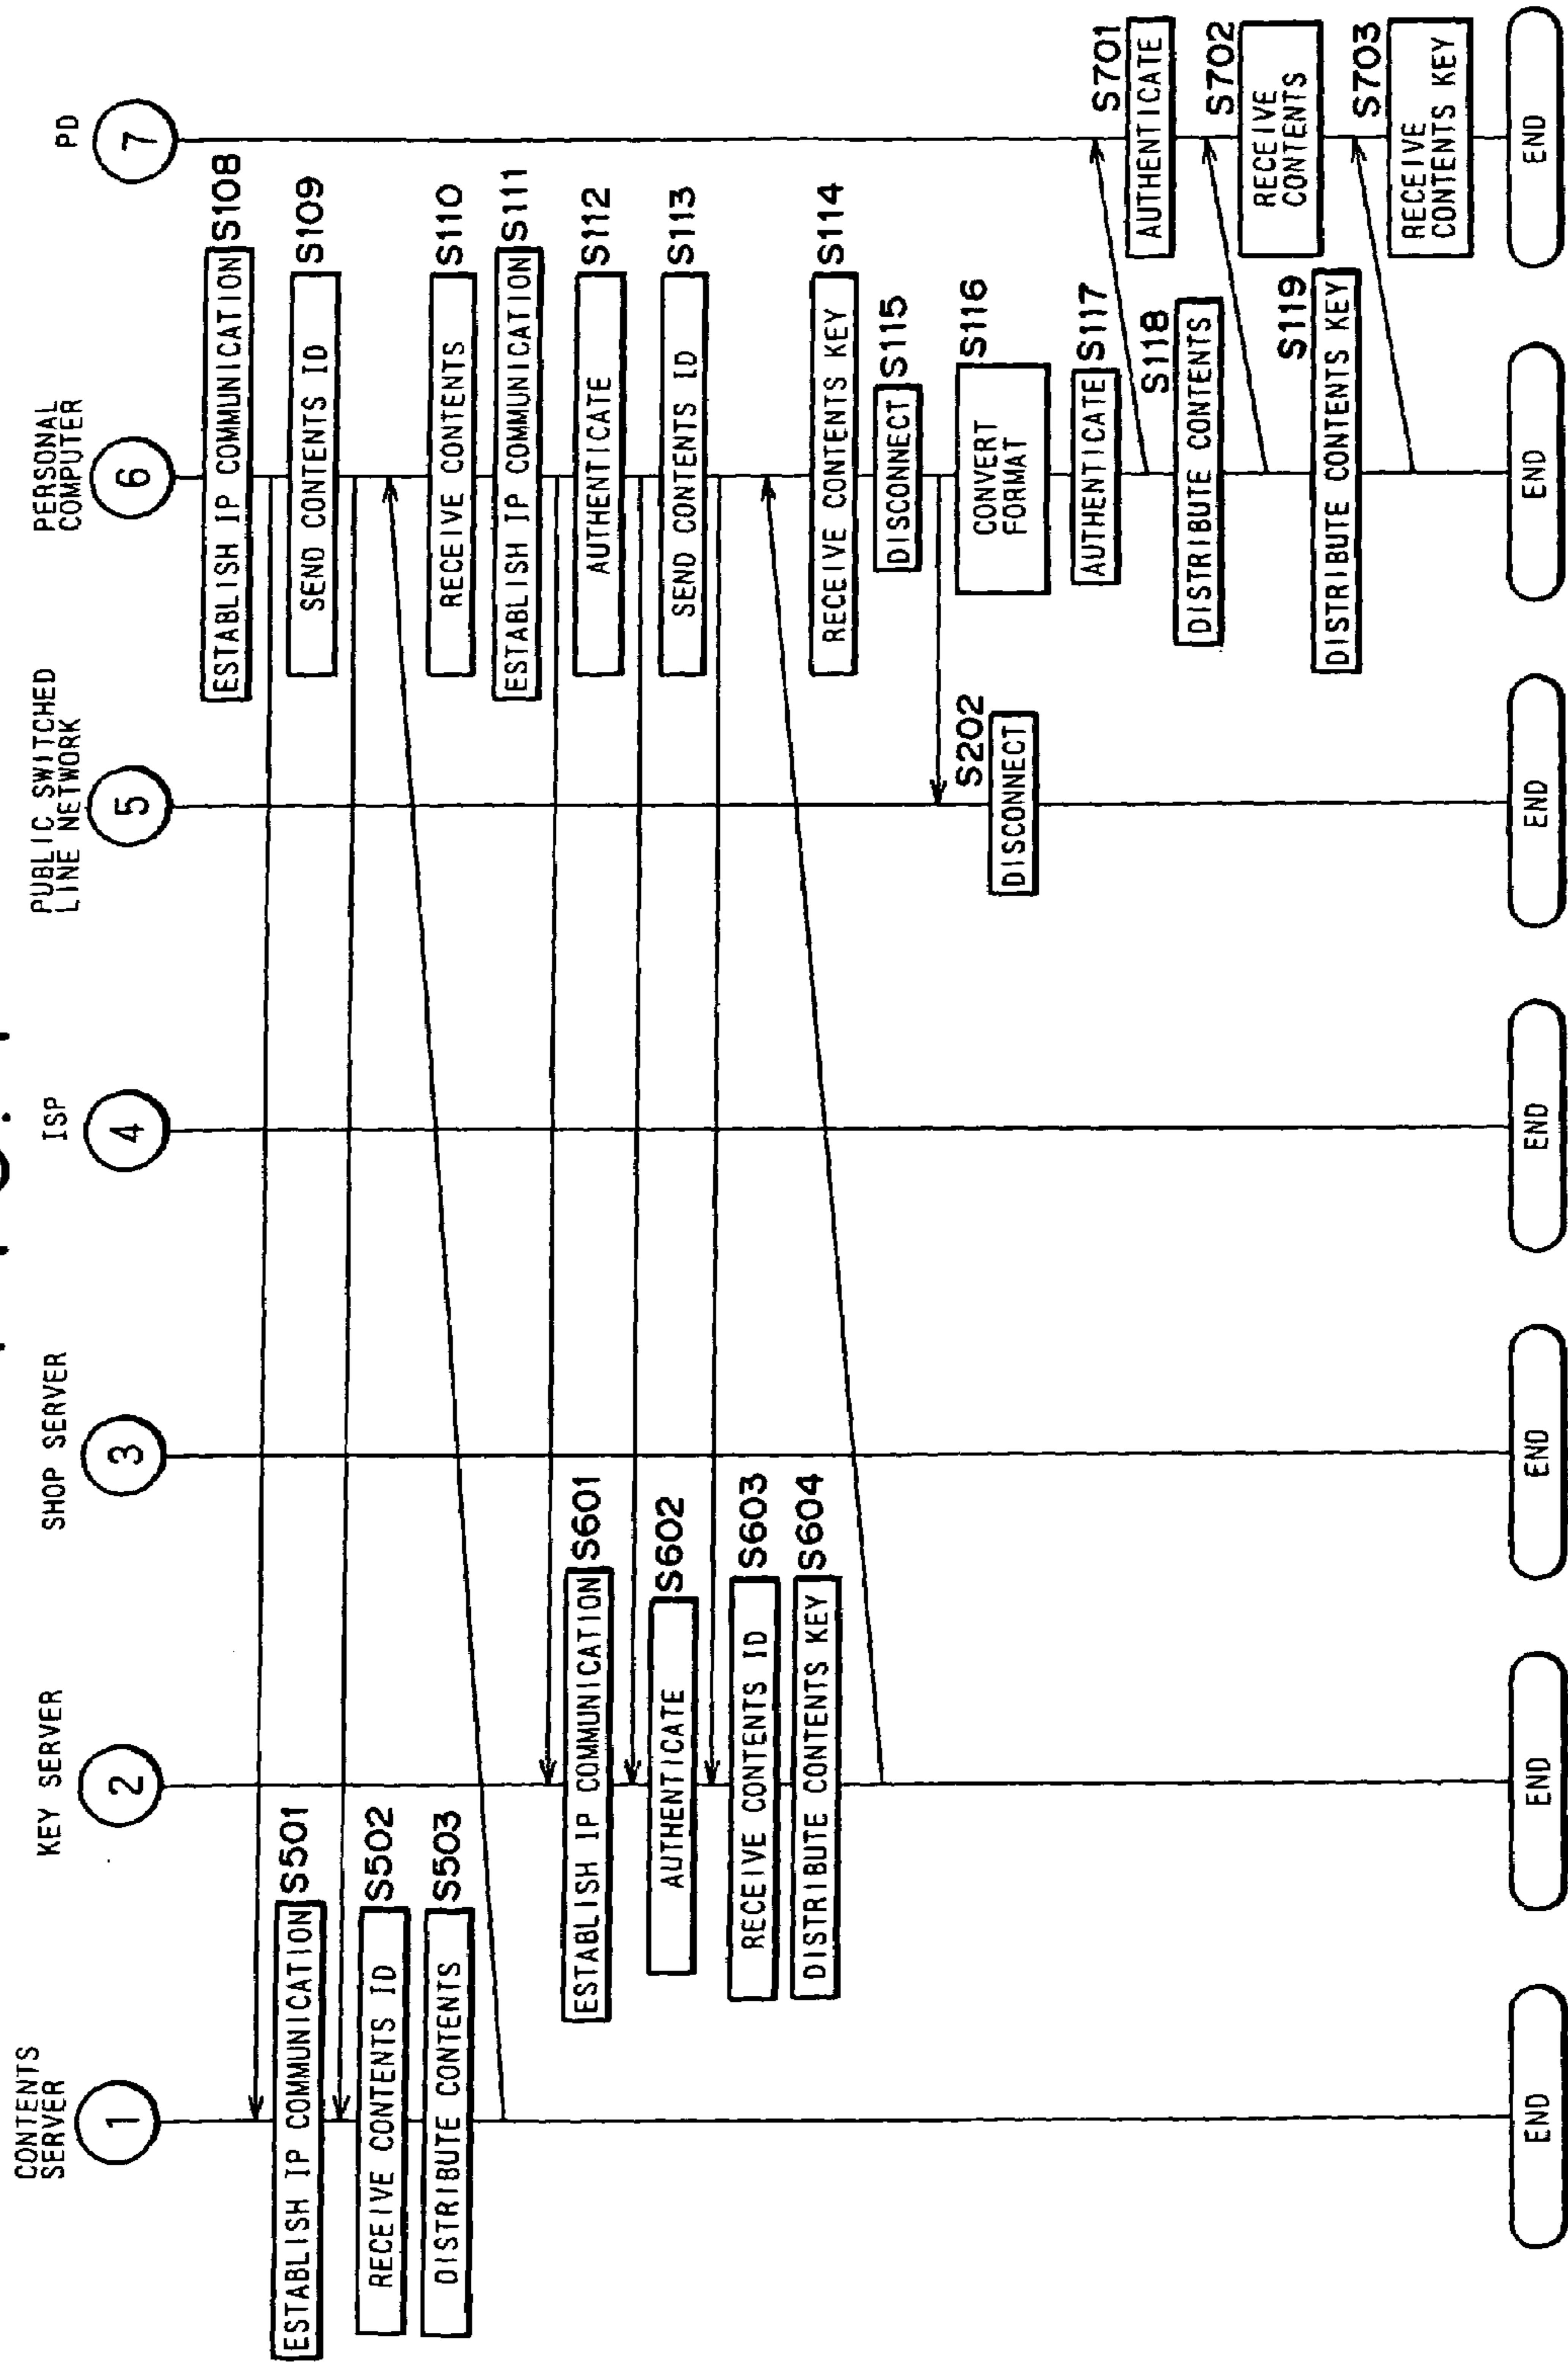 CONTENTS
SERVER
KEY SERVER
SHOP SERVER
ISP
PUBLIC SWITCHED
LINE NETWORK
PERSONAL
COMPUTER
PD
1
2
3
4
5
6
7
ESTABLISH IP COMMUNICATION S108
SEND CONTENTS ID S109
ESTABLISH IP COMMUNICATION S501
RECEIVE CONTENTS ID S502
DISTRIBUTE CONTENTS S503
RECEIVE CONTENTS S110
ESTABLISH IP COMMUNICATION S111
AUTHENTICATE S112
SEND CONTENTS ID S113
ESTABLISH IP COMMUNICATION S601
AUTHENTICATE S602
RECEIVE CONTENTS ID S603
DISTRIBUTE CONTENTS KEY S604
RECEIVE CONTENTS KEY S114
DISCONNECT S115
S202
DISCONNECT
S116
CONVERT
FORMAT
AUTHENTICATE S117
S701
AUTHENTICATE
S118
DISTRIBUTE CONTENTS
S702
RECEIVE
CONTENTS
S119
DISTRIBUTE CONTENTS KEY
S703
RECEIVE
CONTENTS KEY
END
END
END
END
END
END
END